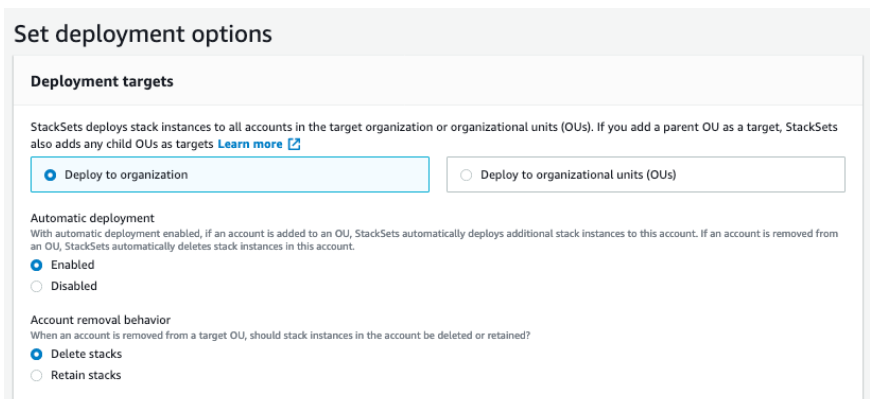 Set deployment options
Deployment targets
StackSets deploys stack instances to all accounts in the target organization or organizational units (OUs). If you add a parent OU as a target, StackSets
also adds any child OUs as targets Learn more
Deploy to organization
Deploy to organizational units (OUs)
Automatic deployment
With automatic deployment enabled, if an account is added to an OU, StackSets automatically deploys additional stack instances to this account. If an account is removed from
an OU, StackSets automatically deletes stack instances in this account.
Enabled
Disabled
Account removal behavior
When an account is removed from a target OU, should stack instances in the account be deleted or retained?
Delete stacks
Retain stacks